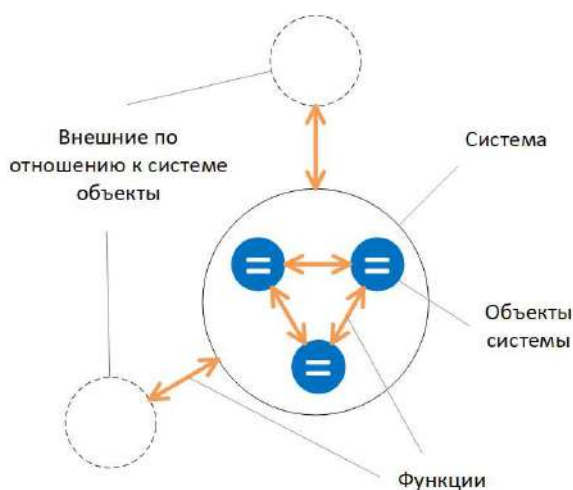 Внешние по
отношению к системе
объекты
Система
Объекты
системы
Функции